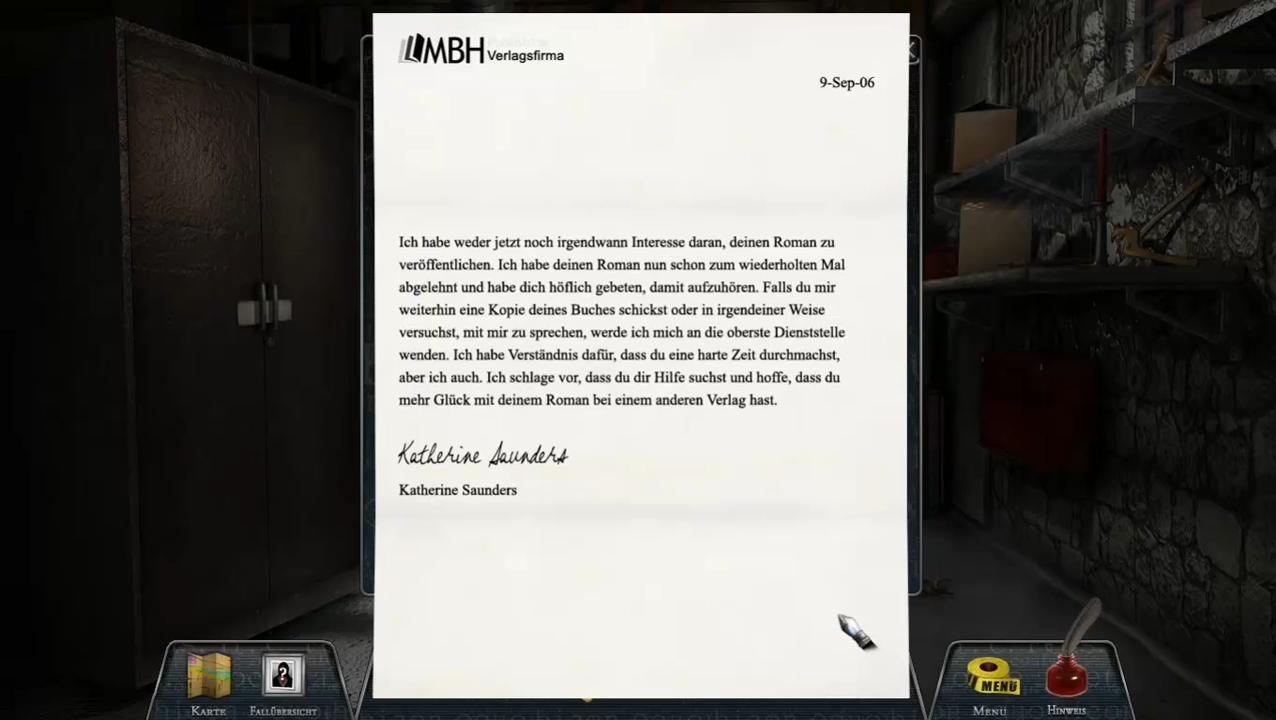 MBH Verlagsfirma
9-Sep-06
Ich habe weder jetzt noch irgendwann Interesse daran, deinen Roman zu
veröffentlichen. Ich habe deinen Roman nun schon zum wiederholten Mal
abgelehnt und habe dich höflich gebeten, damit aufzuhören. Falls du mir
weiterhin eine Kopie deines Buches schickst oder in irgendeiner Weise
versuchst, mit mir zu sprechen, werde ich mich an die oberste Dienststelle
wenden. Ich habe Verständnis dafür, dass du eine harte Zeit durchmachst,
aber ich auch. Ich schlage vor, dass du dir Hilfe suchst und hoffe, dass du
mehr Glück mit deinem Roman bei einem anderen Verlag hast.
Katherine Saunders
Katherine Saunders
MENÜ
KARTE FALLÜBERSICHT MENÜ HINWEIS